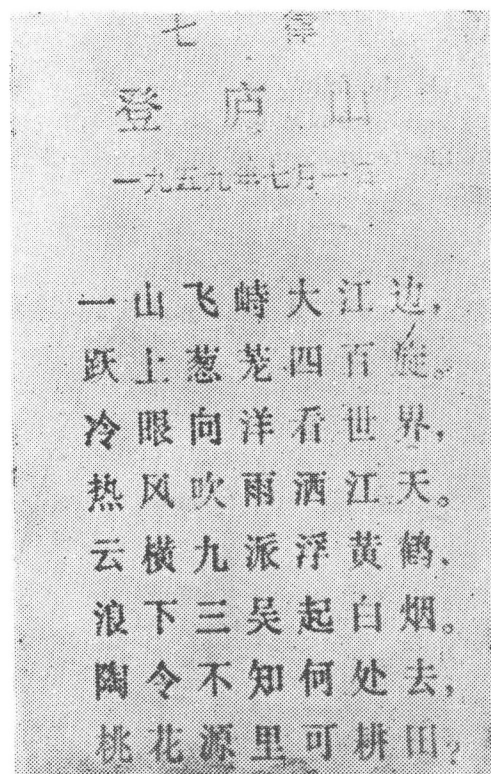 七律
登庐山
一九五九年七月一日
一山飞峙大江边,
跃上葱茏四百旋。
冷眼向洋看世界,
热风吹雨洒江天。
云横九派浮黄鹤,
浪下三吴起白烟。
陶令不知何处去,
桃花源里可耕田?